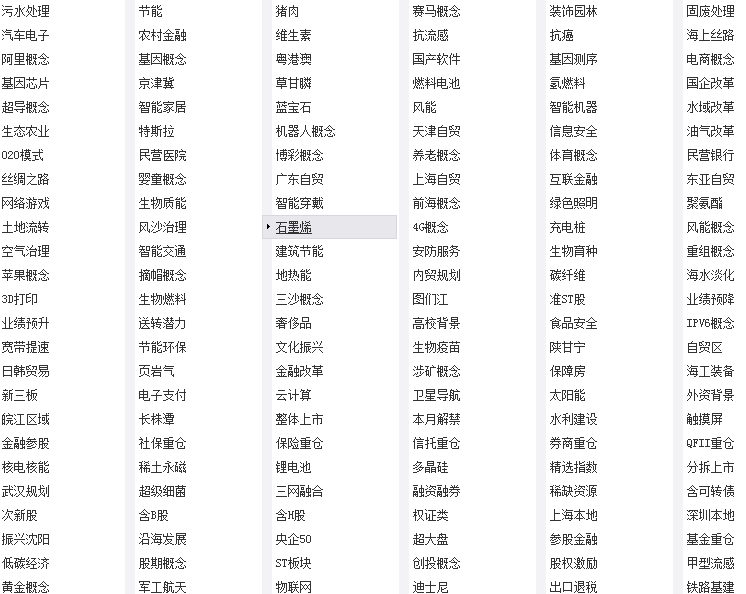 污水处理 节能 猪肉 赛马概念 装饰园林 固废处理
汽车电子 农村金融 维生素 抗流感 抗癌 海上丝路
阿里概念 基因概念 粤港澳 国产软件 基因测序 电商概念
基因芯片 京津冀 草甘膦 燃料电池 氢燃料 国企改革
超导概念 智能家居 蓝宝石 风能 智能机器 水域改革
生态农业 特斯拉 机器人概念 天津自贸 信息安全 油气改革
O2O模式 民营医院 博彩概念 养老概念 体育概念 民营银行
丝绸之路 婴童概念 广东自贸 上海自贸 互联金融 东亚自贸
网络游戏 生物质能 智能穿戴 前海概念 绿色照明 聚氨酯
土地流转 风沙治理 石墨烯 4G概念 充电桩 风能概念
空气治理 智能交通 建筑节能 安防服务 生物育种 重组概念
苹果概念 摘帽概念 地热能 内贸规划 碳纤维 海水淡化
3D打印 生物燃料 三沙概念 图们江 准ST股 业绩预降
业绩预升 送转潜力 奢侈品 高校背景 食品安全 IPV6概念
宽带提速 节能环保 文化振兴 生物疫苗 陕甘宁 自贸区
日韩贸易 页岩气 金融改革 涉矿概念 保障房 海工装备
新三板 电子支付 云计算 卫星导航 太阳能 外资背景
皖江区域 长株潭 整体上市 本月解禁 水利建设 触摸屏
金融参股 社保重仓 保险重仓 信托重仓 券商重仓 QFII重仓
核电核能 稀土永磁 锂电池 多晶硅 精选指数 分拆上市
武汉规划 超级细菌 三网融合 融资融券 稀缺资源 含可转债
次新股 含B股 含H股 权证类 上海本地 深圳本地
振兴沈阳 沿海发展 央企50 超大盘 参股金融 基金重仓
低碳经济 股期概念 ST板块 创投概念 股权激励 甲型流感
黄金概念 军工航天 物联网 迪士尼 出口退税 铁路基建